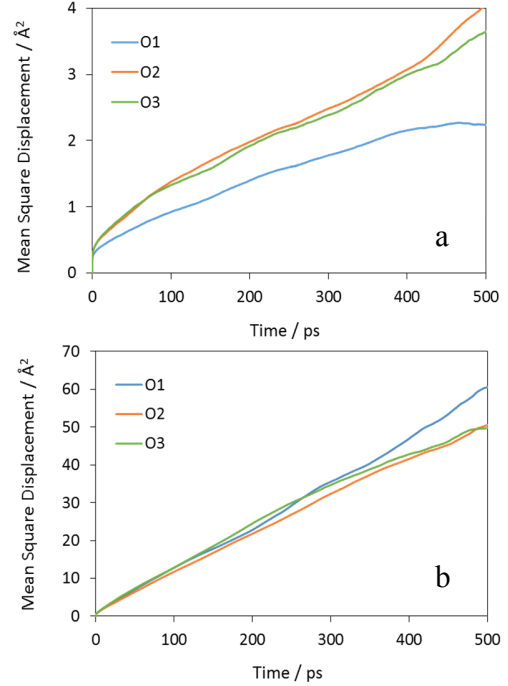 4
3
2
1
0
Mean Square Displacement / Å²
O1
O2
O3
a
0 100 200 300 400 500
Time / ps
70
60
50
40
30
20
10
0
Mean Square Displacement / Å²
O1
O2
O3
b
0 100 200 300 400 500
Time / ps